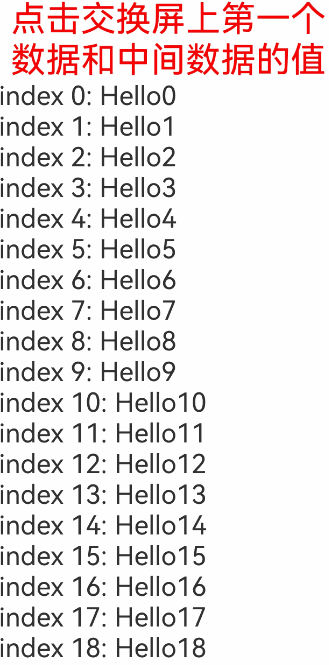 点击交换屏上第一个
数据和中间数据的值
index 0: Hello0
index 1: Hello1
index 2: Hello2
index 3: Hello3
index 4: Hello4
index 5: Hello5
index 6: Hello6
index 7: Hello7
index 8: Hello8
index 9: Hello9
index 10: Hello10
index 11: Hello11
index 12: Hello12
index 13: Hello13
index 14: Hello14
index 15: Hello15
index 16: Hello16
index 17: Hello17
index 18: Hello18